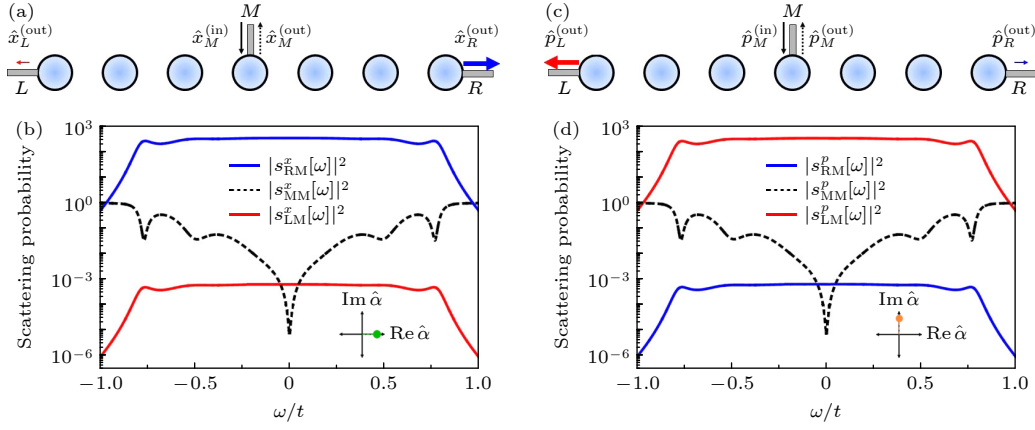 (a)
M
x̂_L^(out)
x̂_M^(in)
x̂_M^(out)
x̂_R^(out)
L
R
(c)
M
p̂_L^(out)
p̂_M^(in)
p̂_M^(out)
p̂_R^(out)
L
R
(b)
Scattering probability
10^3
10^0
10^−3
10^−6
|s^x_RM[ω]|^2
|s^x_MM[ω]|^2
|s^x_LM[ω]|^2
Im α̂
Re α̂
−1.0
−0.5
0
0.5
1.0
ω/t
(d)
Scattering probability
10^3
10^0
10^−3
10^−6
|s^p_RM[ω]|^2
|s^p_MM[ω]|^2
|s^p_LM[ω]|^2
Im α̂
Re α̂
−1.0
−0.5
0
0.5
1.0
ω/t